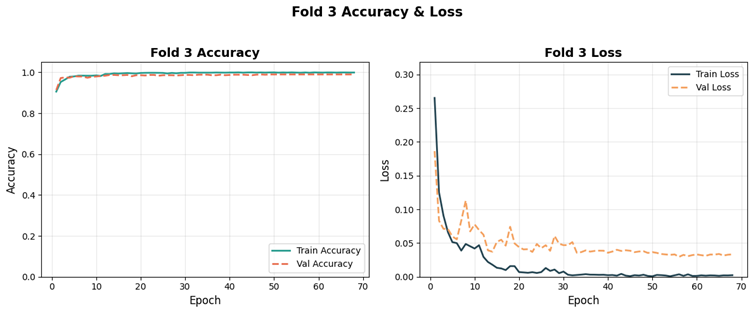 Fold 3 Accuracy & Loss
Fold 3 Accuracy
1.0
0.8
0.6
0.4
0.2
0.0
Accuracy
0
10
20
30
40
50
60
70
Epoch
Train Accuracy
Val Accuracy
Fold 3 Loss
0.30
0.25
0.20
0.15
0.10
0.05
0.00
Loss
0
10
20
30
40
50
60
70
Epoch
Train Loss
Val Loss